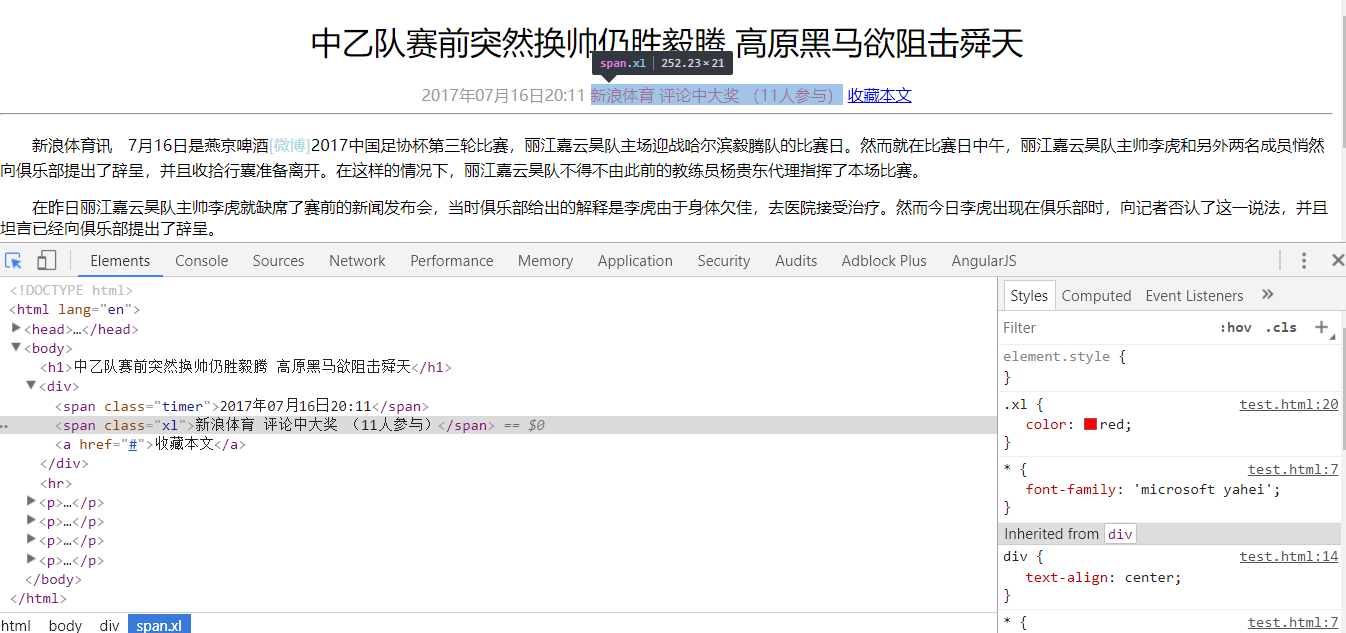 中乙队赛前突然换帅仍胜毅腾 高原黑马欲阻击舜天
span.xl 252.23×21
2017年07月16日20:11 新浪体育 评论中大奖 （11人参与） 收藏本文
新浪体育讯 7月16日是燕京啤酒[微博]2017中国足协杯第三轮比赛，丽江嘉云昊队主场迎战哈尔滨毅腾队的比赛日。然而就在比赛日中午，丽江嘉云昊队主帅李虎和另外两名成员悄然
向俱乐部提出了辞呈，并且收拾行囊准备离开。在这样的情况下，丽江嘉云昊队不得不由此前的教练员杨贵东代理指挥了本场比赛。
在昨日丽江嘉云昊队主帅李虎就缺席了赛前的新闻发布会，当时俱乐部给出的解释是李虎由于身体欠佳，去医院接受治疗。然而今日李虎出现在俱乐部时，向记者否认了这一说法，并且
坦言已经向俱乐部提出了辞呈。
Elements Console Sources Network Performance Memory Application Security Audits Adblock Plus AngularJS
<!DOCTYPE html>
<html lang="en">
<head>…</head>
<body>
<h1>中乙队赛前突然换帅仍胜毅腾 高原黑马欲阻击舜天</h1>
<div>
<span class="timer">2017年07月16日20:11</span>
<span class="xl">新浪体育 评论中大奖 （11人参与）</span> == $0
<a href="#">收藏本文</a>
</div>
<hr>
<p>…</p>
<p>…</p>
<p>…</p>
<p>…</p>
</body>
</html>
html body div span.xl
Styles Computed Event Listeners »
Filter :hov .cls +
element.style {
}
.xl { test.html:20
color: red;
}
* { test.html:7
font-family: 'microsoft yahei';
}
Inherited from div
div { test.html:14
text-align: center;
}
* { test.html:7